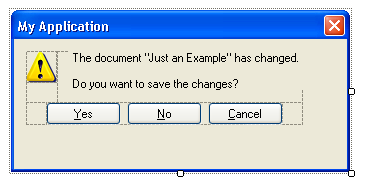 My Application
The document "Just an Example" has changed.
Do you want to save the changes?
Yes No Cancel